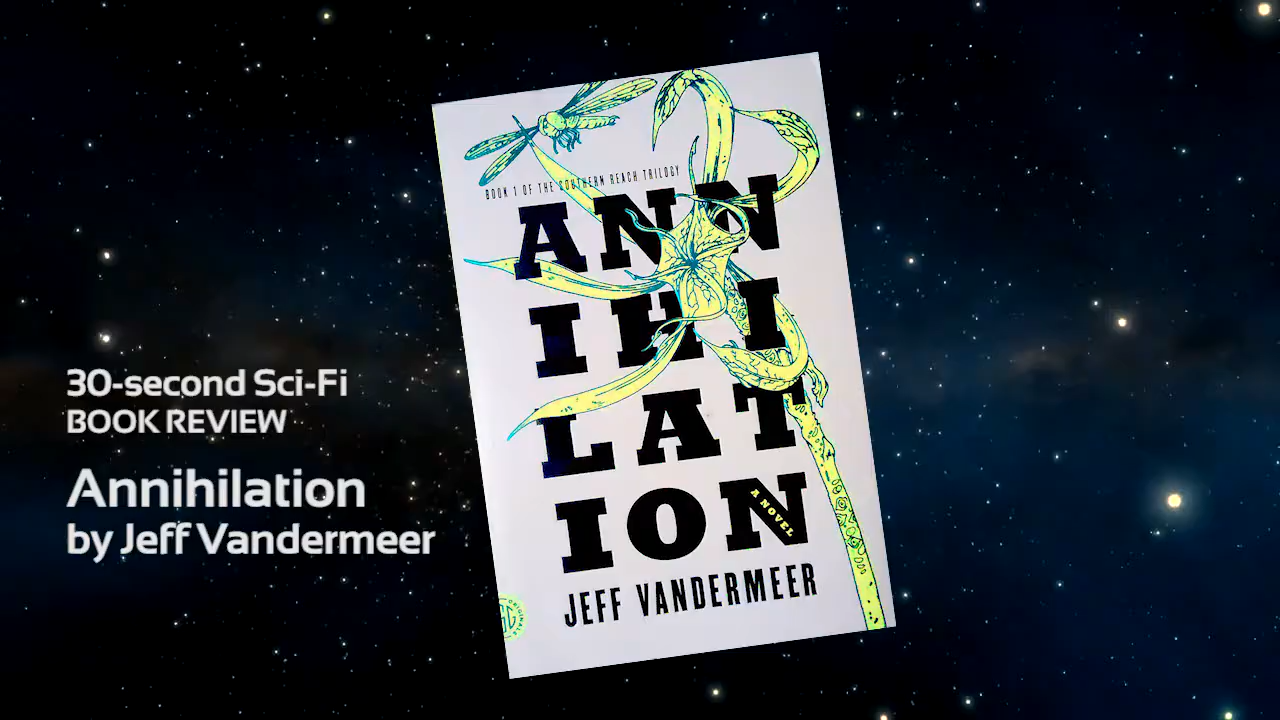 30-second Sci-Fi
BOOK REVIEW
Annihilation
by Jeff Vandermeer
BOOK 1 OF THE SOUTHERN REACH TRILOGY
ANN
IHI
LAT
ION
A NOVEL
JEFF VANDERMEER
ORIGINALS